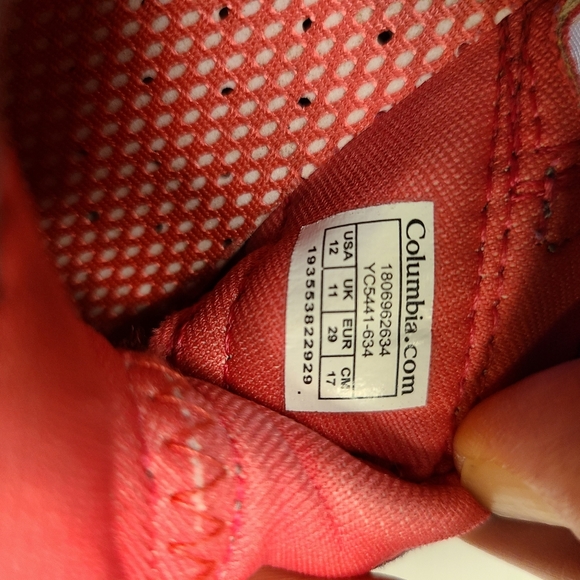 Columbia.com
1806962634
YC5441-634
USA UK EUR CM
12 11 29 17
193553822929